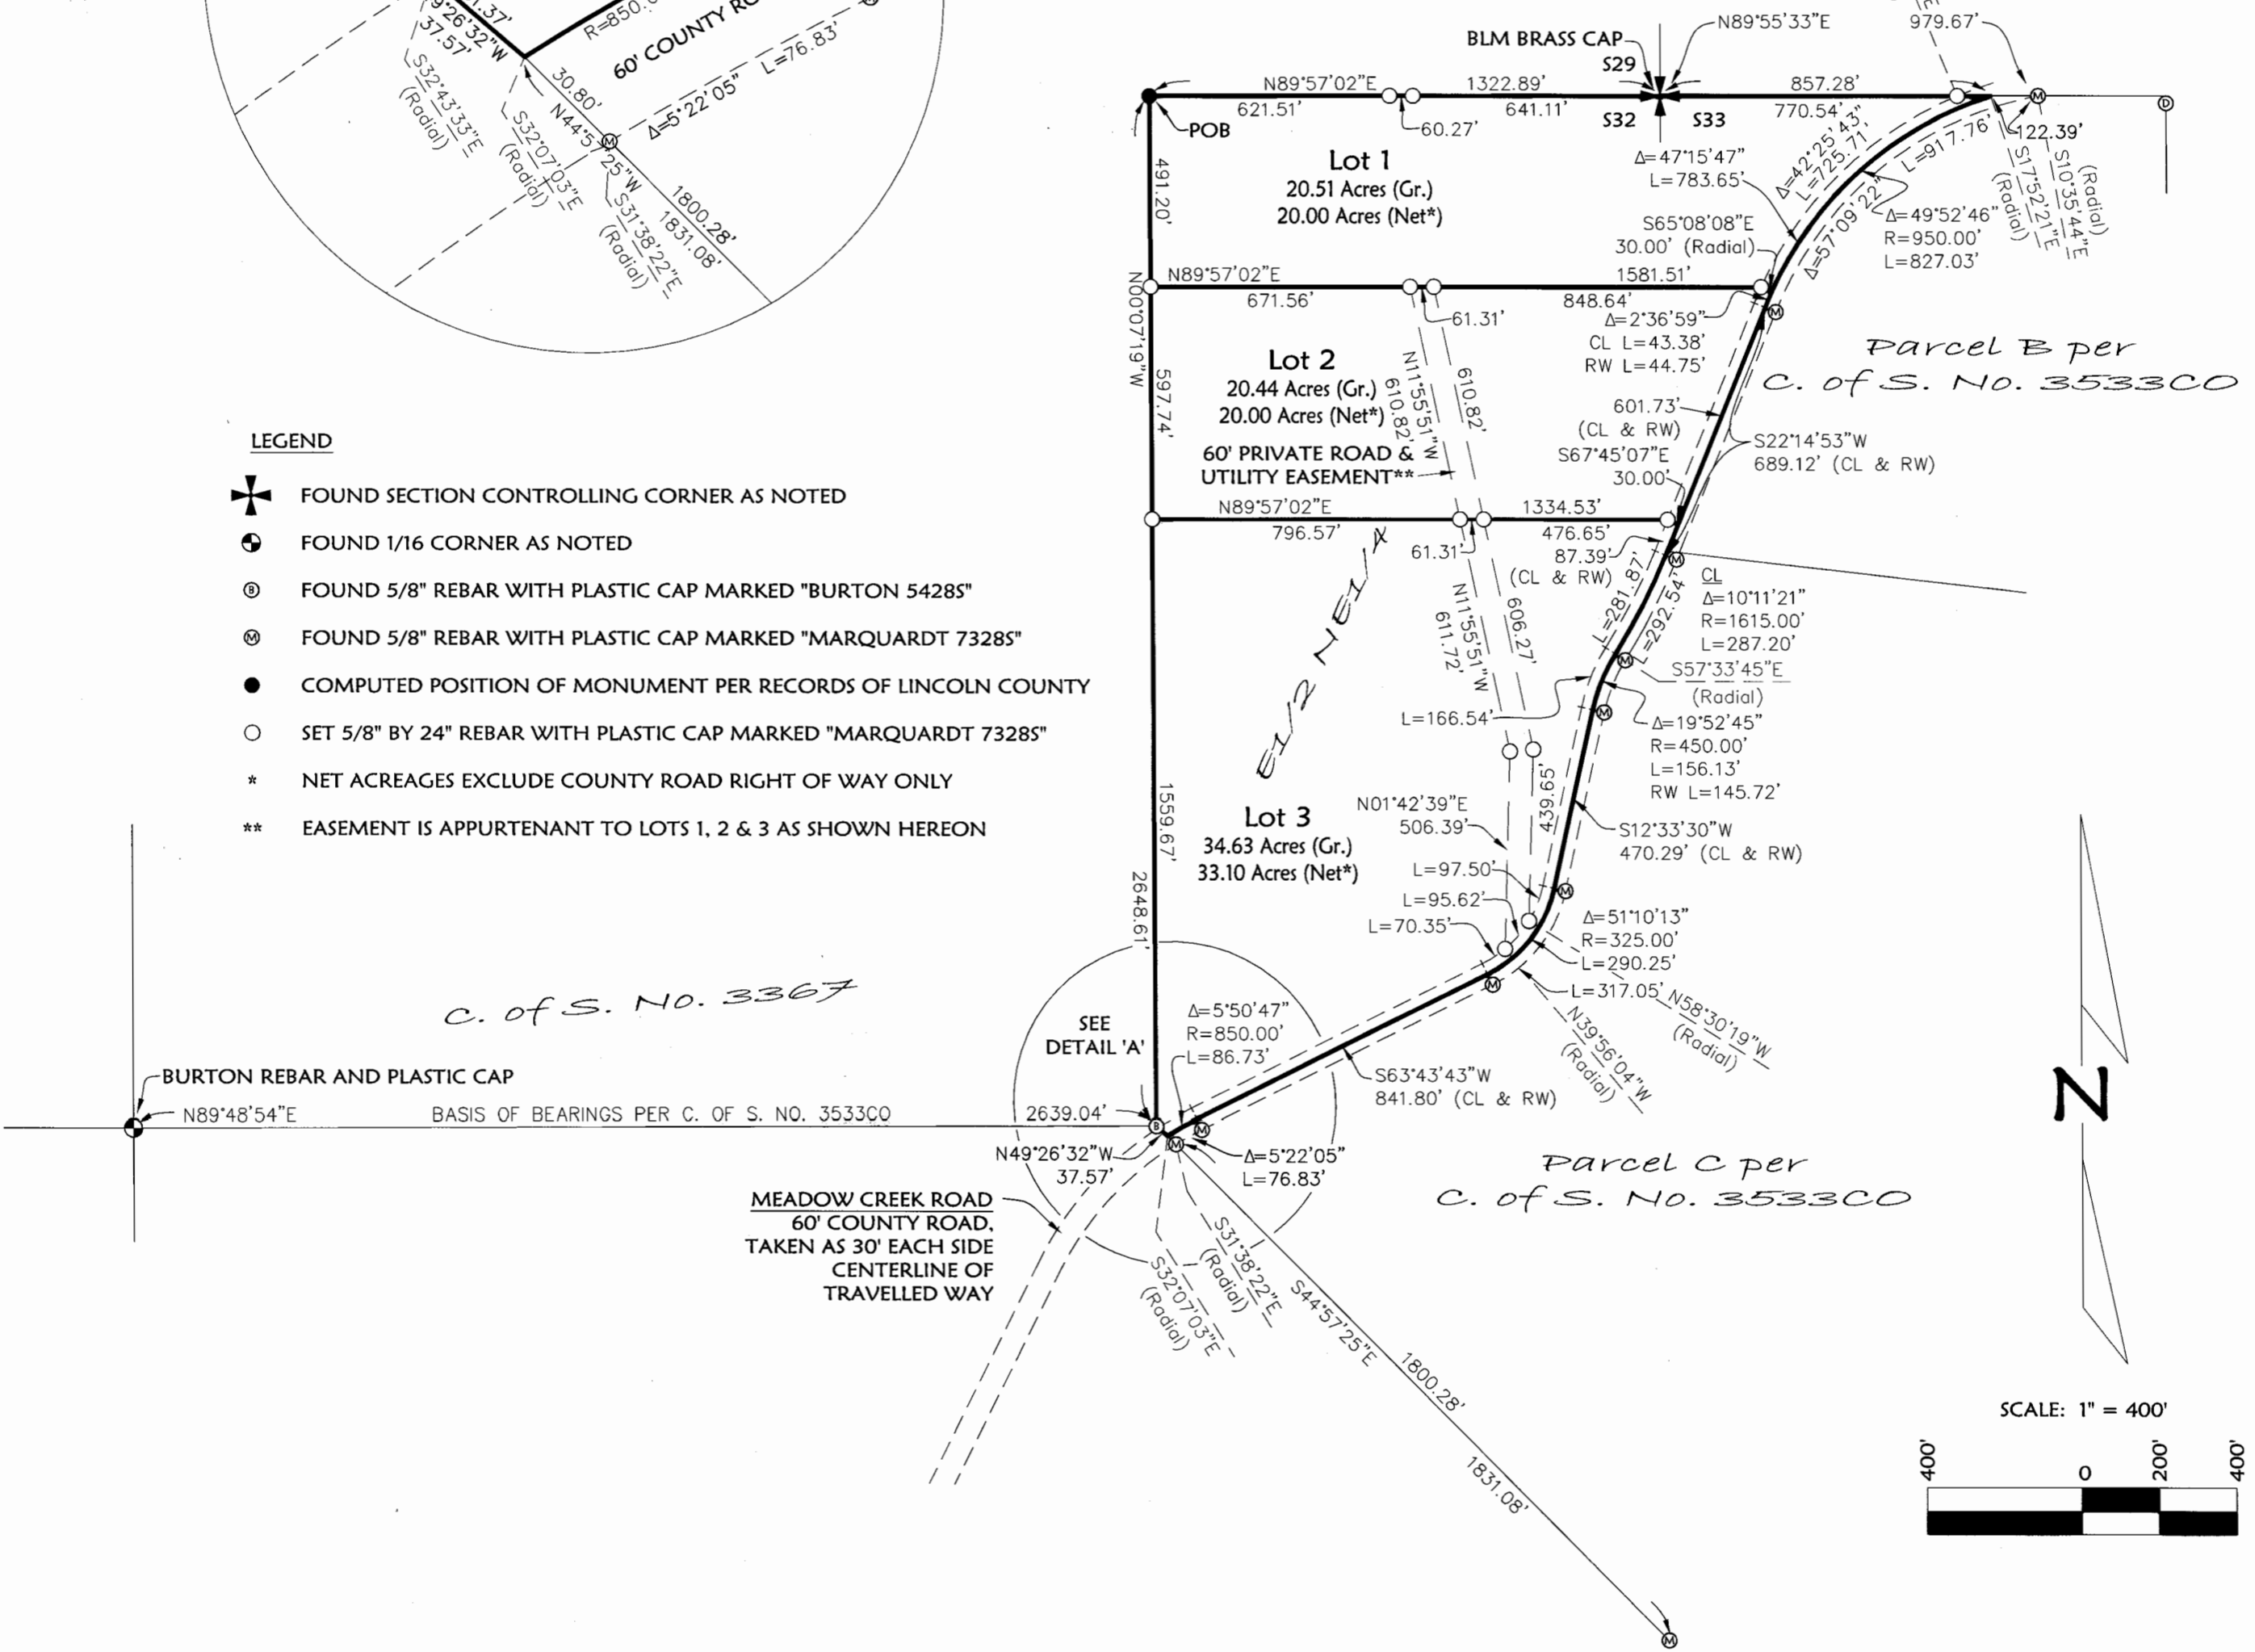 1.37'
9°26'32"W
37.57'
R=850.
60' COUNTY RO
L=76.83'
Δ=5°22'05"
30.80'
N44°57'25"W
S32°43'33"E
(Radial)
S32°07'03"E
(Radial)
S31°38'22"E
(Radial)
1800.28'
1831.08'
BLM BRASS CAP
S29
N89°55'33"E
979.67'
N89°57'02"E
1322.89'
857.28'
621.51'
60.27'
641.11'
S32
S33
770.54'
122.39'
POB
Lot 1
20.51 Acres (Gr.)
20.00 Acres (Net*)
491.20'
Δ=47°15'47"
L=783.65'
Δ=42°25'43"
L=725.71'
L=917.76'
Δ=57°09'22"
S17°52'21"E
(Radial)
S10°35'44"E
(Radial)
Δ=49°52'46"
R=950.00'
L=827.03'
S65°08'08"E
30.00' (Radial)
N89°57'02"E
1581.51'
671.56'
61.31'
848.64'
N00°07'19"W
Δ=2°36'59"
CL L=43.38'
RW L=44.75'
Parcel B per
C. of S. No. 3533CO
Lot 2
20.44 Acres (Gr.)
20.00 Acres (Net*)
597.74'
N11°55'51"W
610.82'
610.82'
60' PRIVATE ROAD &
UTILITY EASEMENT**
601.73'
(CL & RW)
S67°45'07"E
30.00'
S22°14'53"W
689.12' (CL & RW)
N89°57'02"E
1334.53'
796.57'
61.31'
476.65'
87.39'
(CL & RW)
E1/2 NE1/4
N11°55'51"W
611.72'
606.27'
L=281.87'
L=292.54'
CL
Δ=10°11'21"
R=1615.00'
L=287.20'
S57°33'45"E
(Radial)
L=166.54'
Δ=19°52'45"
R=450.00'
L=156.13'
RW L=145.72'
Lot 3
34.63 Acres (Gr.)
33.10 Acres (Net*)
1559.67'
2648.61'
N01°42'39"E
506.39'
439.65'
S12°33'30"W
470.29' (CL & RW)
L=97.50'
L=95.62'
L=70.35'
Δ=51°10'13"
R=325.00'
L=290.25'
L=317.05'
N58°30'19"W
(Radial)
N39°56'04"W
(Radial)
LEGEND
FOUND SECTION CONTROLLING CORNER AS NOTED
FOUND 1/16 CORNER AS NOTED
B FOUND 5/8" REBAR WITH PLASTIC CAP MARKED "BURTON 5428S"
M FOUND 5/8" REBAR WITH PLASTIC CAP MARKED "MARQUARDT 7328S"
COMPUTED POSITION OF MONUMENT PER RECORDS OF LINCOLN COUNTY
SET 5/8" BY 24" REBAR WITH PLASTIC CAP MARKED "MARQUARDT 7328S"
* NET ACREAGES EXCLUDE COUNTY ROAD RIGHT OF WAY ONLY
** EASEMENT IS APPURTENANT TO LOTS 1, 2 & 3 AS SHOWN HEREON
C. of S. No. 3367
SEE
DETAIL 'A'
Δ=5°50'47"
R=850.00'
L=86.73'
S63°43'43"W
841.80' (CL & RW)
BURTON REBAR AND PLASTIC CAP
N89°48'54"E
BASIS OF BEARINGS PER C. OF S. NO. 3533CO
2639.04'
N49°26'32"W
37.57'
Δ=5°22'05"
L=76.83'
Parcel C per
C. of S. No. 3533CO
MEADOW CREEK ROAD
60' COUNTY ROAD,
TAKEN AS 30' EACH SIDE
CENTERLINE OF
TRAVELLED WAY
S32°07'03"E
(Radial)
S31°38'22"E
(Radial)
S44°57'25"E
1800.28'
1831.08'
N
SCALE: 1" = 400'
400'
0
200'
400'